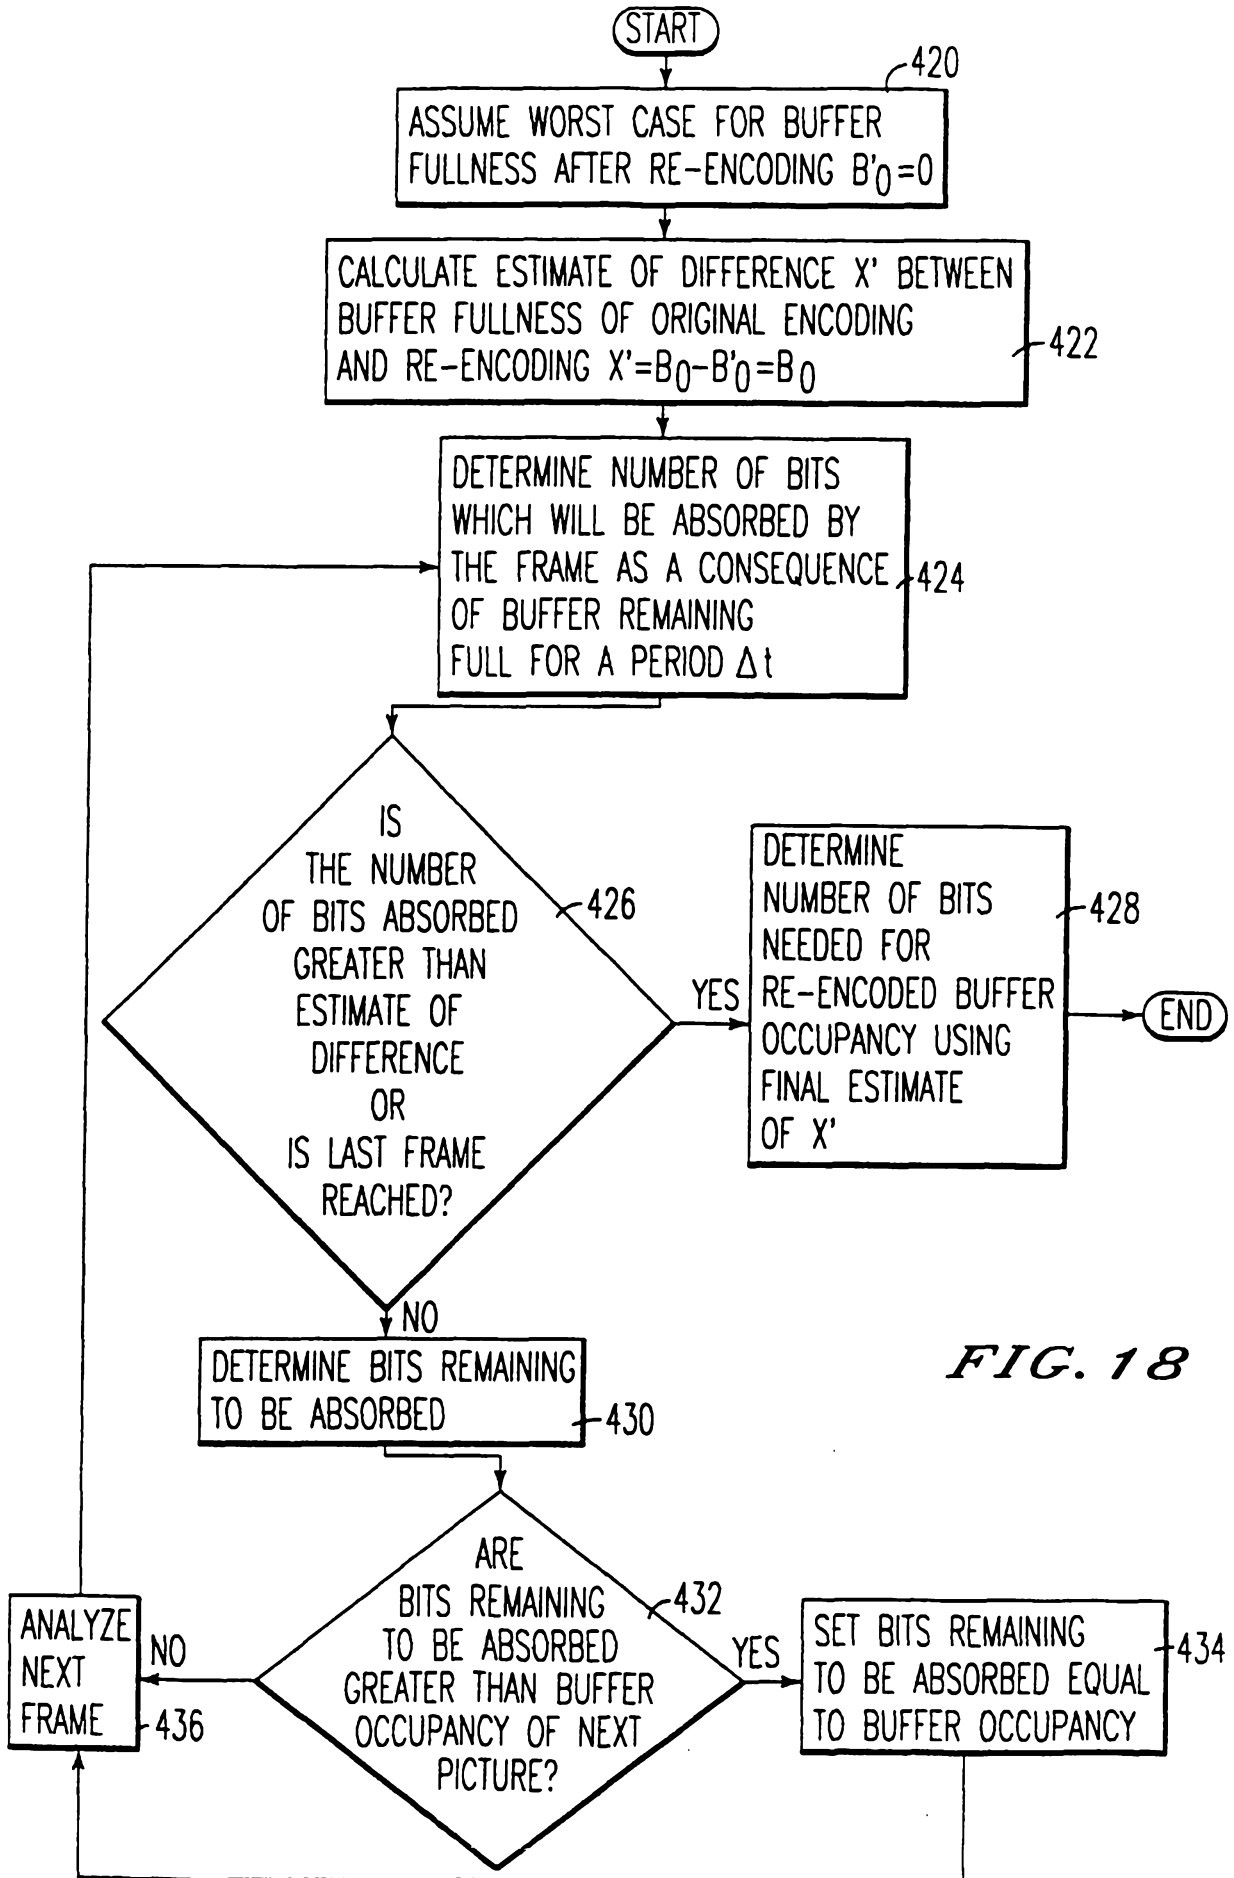 START
420
ASSUME WORST CASE FOR BUFFER
FULLNESS AFTER RE-ENCODING B'0=0
CALCULATE ESTIMATE OF DIFFERENCE X' BETWEEN
BUFFER FULLNESS OF ORIGINAL ENCODING
AND RE-ENCODING X'=B0-B'0=B0
422
DETERMINE NUMBER OF BITS
WHICH WILL BE ABSORBED BY
THE FRAME AS A CONSEQUENCE
OF BUFFER REMAINING
FULL FOR A PERIOD Δt
424
IS
THE NUMBER
OF BITS ABSORBED
GREATER THAN
ESTIMATE OF
DIFFERENCE
OR
IS LAST FRAME
REACHED?
426
YES
DETERMINE
NUMBER OF BITS
NEEDED FOR
RE-ENCODED BUFFER
OCCUPANCY USING
FINAL ESTIMATE
OF X'
428
END
NO
DETERMINE BITS REMAINING
TO BE ABSORBED
430
FIG. 18
ARE
BITS REMAINING
TO BE ABSORBED
GREATER THAN BUFFER
OCCUPANCY OF NEXT
PICTURE?
432
YES
SET BITS REMAINING
TO BE ABSORBED EQUAL
TO BUFFER OCCUPANCY
434
NO
ANALYZE
NEXT
FRAME
436